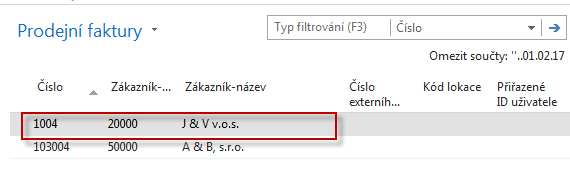 Prodejní faktury
Typ filtrování (F3) Číslo
Omezit součty: ''..01.02.17
Číslo Zákazník-... Zákazník-název Číslo externíh... Kód lokace Přiřazené ID uživatele
1004 20000 J & V v.o.s.
103004 50000 A & B, s.r.o.